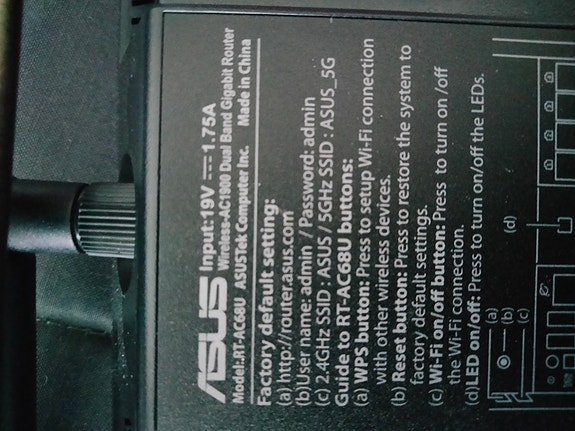 ASUS Input:19V ⎓ 1.75A
Wireless-AC1900 Dual Band Gigabit Router
Model:RT-AC68U ASUSTek Computer Inc. Made in China
Factory default setting:
(a) http://router.asus.com
(b)User name: admin / Password: admin
(c) 2.4GHz SSID : ASUS / 5GHz SSID : ASUS_5G
Guide to RT-AC68U buttons:
(a) WPS button: Press to setup Wi-Fi connection
with other wireless devices.
(b) Reset button: Press to restore the system to
factory default settings.
(c) Wi-Fi on/off button: Press to turn on /off
the Wi-Fi connection.
(d)LED on/off: Press to turn on/off the LEDs.
(a)
(b)
(c)
(d)